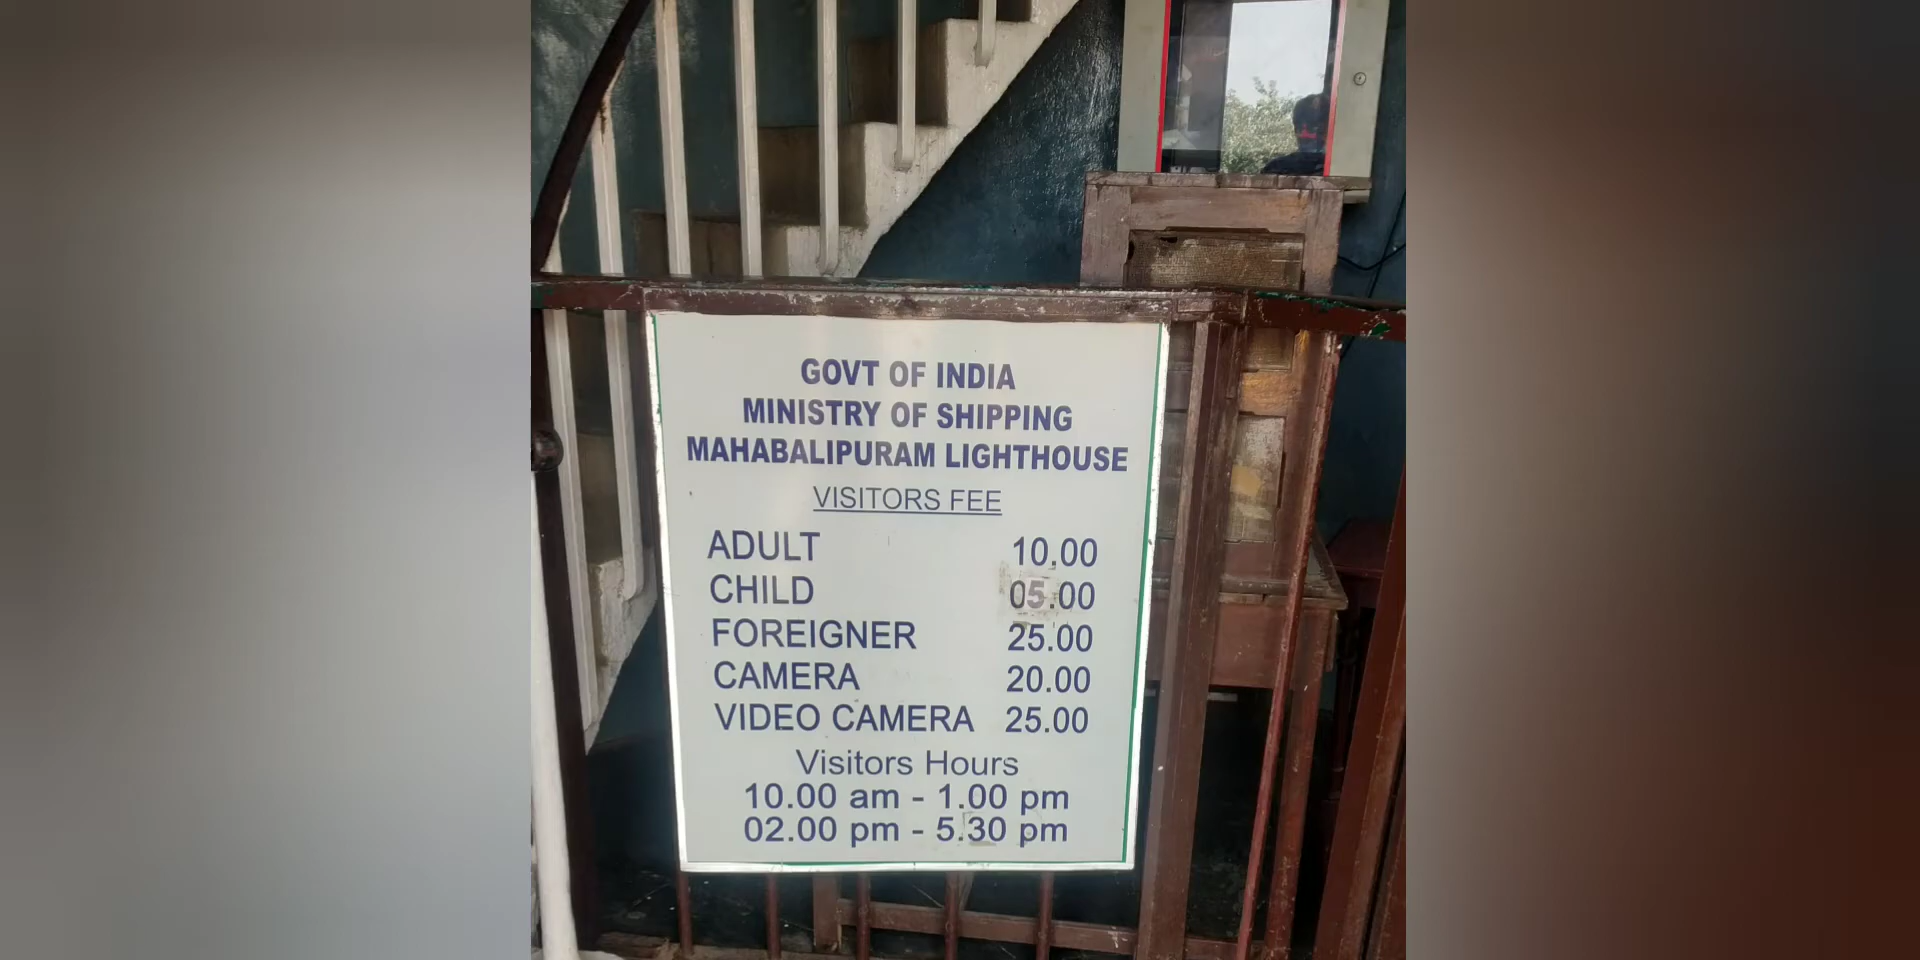 GOVT OF INDIA
MINISTRY OF SHIPPING
MAHABALIPURAM LIGHTHOUSE
VISITORS FEE
ADULT 10.00
CHILD 05.00
FOREIGNER 25.00
CAMERA 20.00
VIDEO CAMERA 25.00
Visitors Hours
10.00 am - 1.00 pm
02.00 pm - 5.30 pm